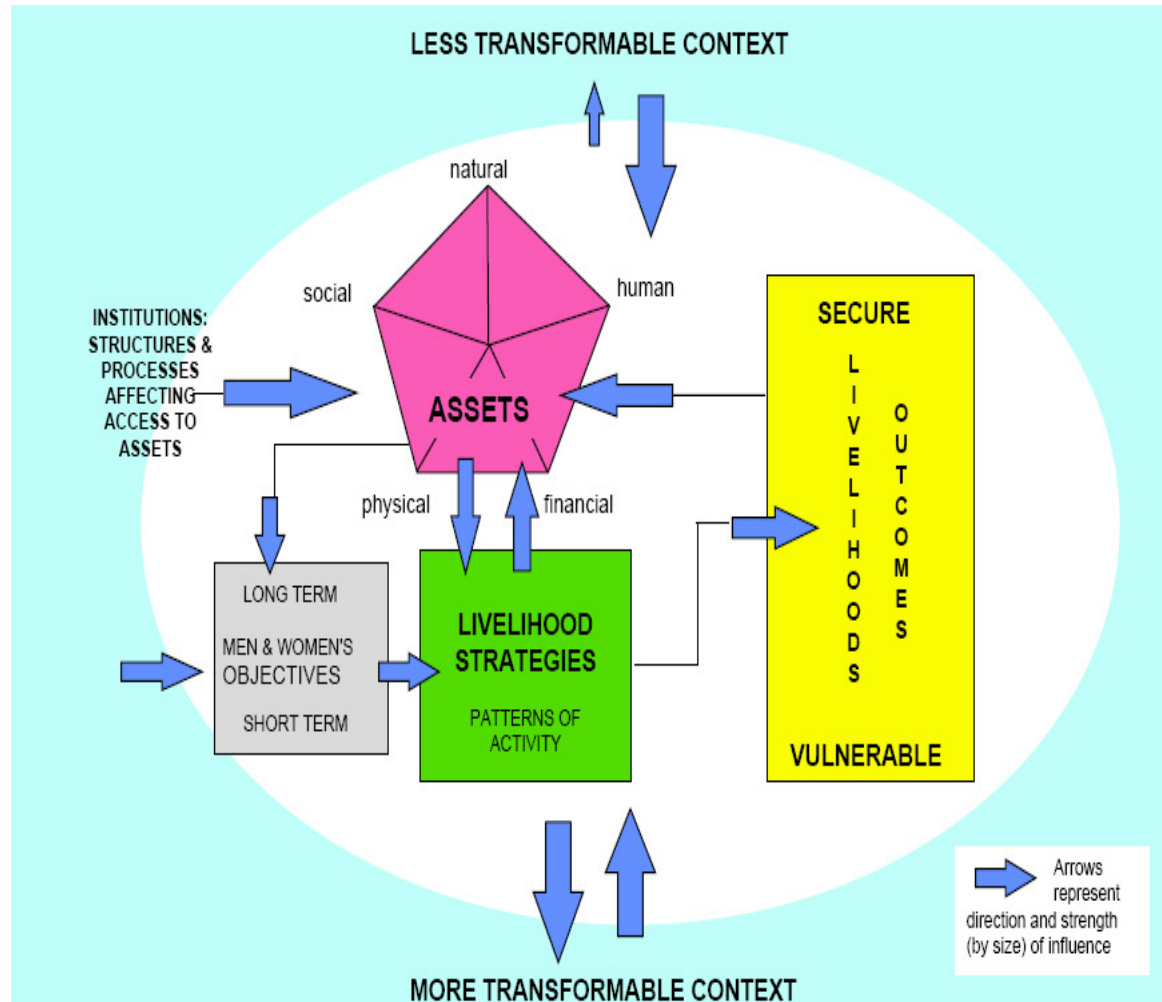 LESS TRANSFORMABLE CONTEXT
natural
social
human
INSTITUTIONS:
STRUCTURES &
PROCESSES
AFFECTING
ACCESS TO
ASSETS
ASSETS
physical
financial
LONG TERM
MEN & WOMEN'S
OBJECTIVES
SHORT TERM
LIVELIHOOD
STRATEGIES
PATTERNS OF
ACTIVITY
SECURE
LIVELIHOODS
OUTCOMES
VULNERABLE
Arrows
represent
direction and strength
(by size) of influence
MORE TRANSFORMABLE CONTEXT